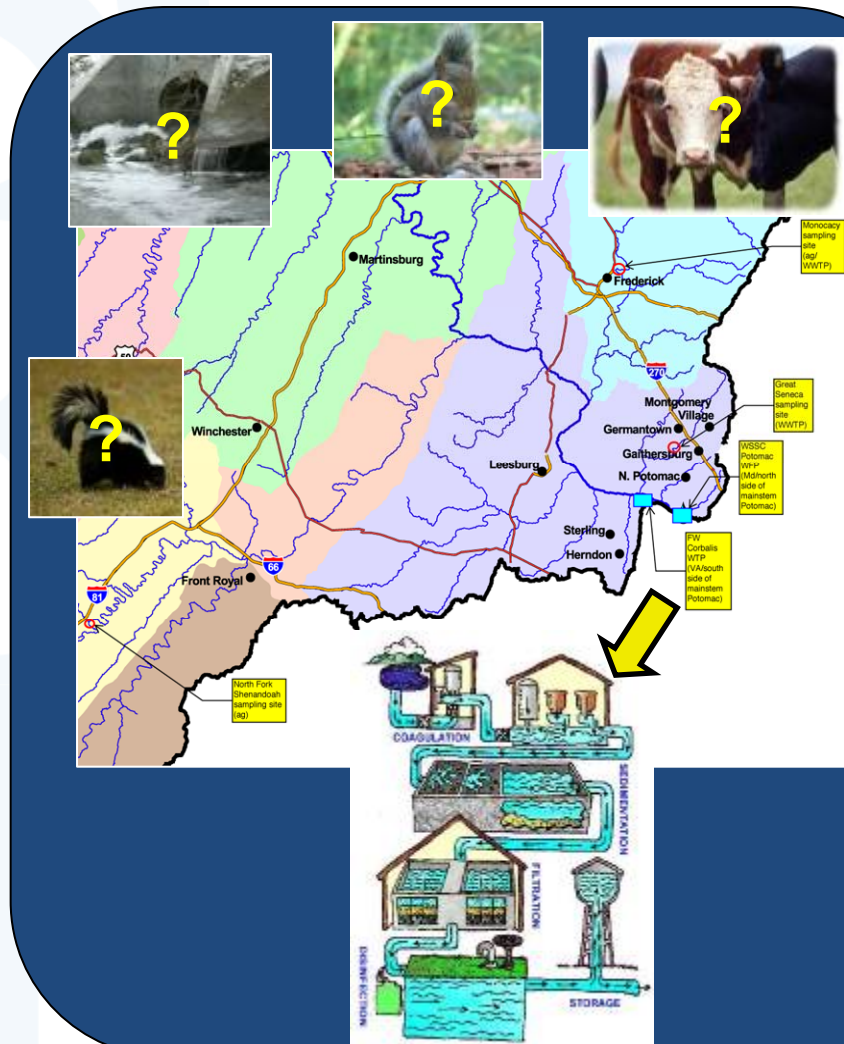 ?
?
?
Monocacy
sampling
site
(ag/
WWTP)
Martinsburg
Frederick
50
?
270
Great
Seneca
sampling
site
(WWTP)
Montgomery
Village
Germantown
Winchester
Gaithersburg
WSSC
Potomac
WFP
(Md/north
side of
mainstem
Potomac)
Leesburg
N. Potomac
Sterling
Herndon
FW
Corbalis
WTP
(VA/south
side of
mainstem
Potomac)
66
Front Royal
81
North Fork
Shenandoah
sampling site
(ag)
COAGULATION
SEDIMENTATION
FILTRATION
DISINFECTION
STORAGE